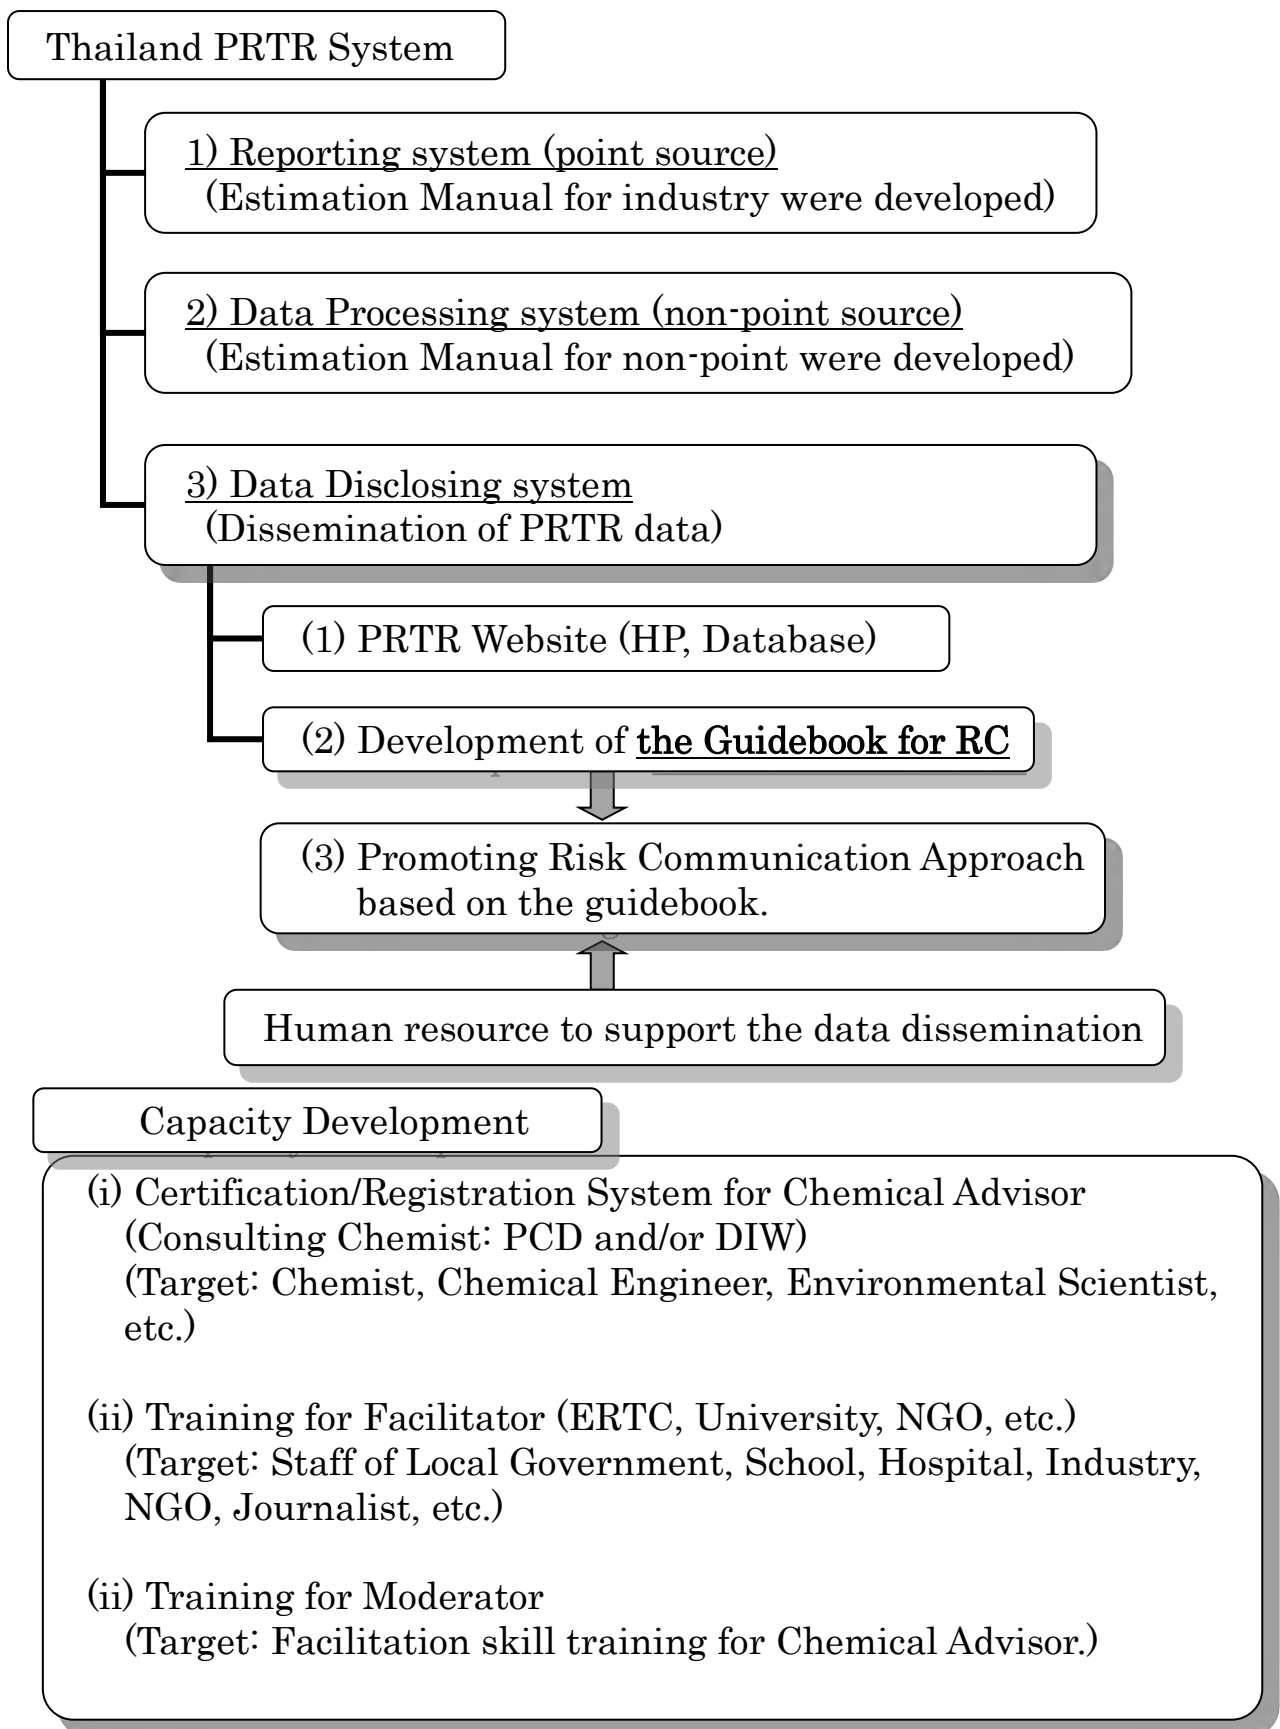 Thailand PRTR System
1) Reporting system (point source)
(Estimation Manual for industry were developed)
2) Data Processing system (non-point source)
(Estimation Manual for non-point were developed)
3) Data Disclosing system
(Dissemination of PRTR data)
(1) PRTR Website (HP, Database)
(2) Development of the Guidebook for RC
(3) Promoting Risk Communication Approach
based on the guidebook.
Human resource to support the data dissemination
Capacity Development
(i) Certification/Registration System for Chemical Advisor
(Consulting Chemist: PCD and/or DIW)
(Target: Chemist, Chemical Engineer, Environmental Scientist,
etc.)
(ii) Training for Facilitator (ERTC, University, NGO, etc.)
(Target: Staff of Local Government, School, Hospital, Industry,
NGO, Journalist, etc.)
(ii) Training for Moderator
(Target: Facilitation skill training for Chemical Advisor.)